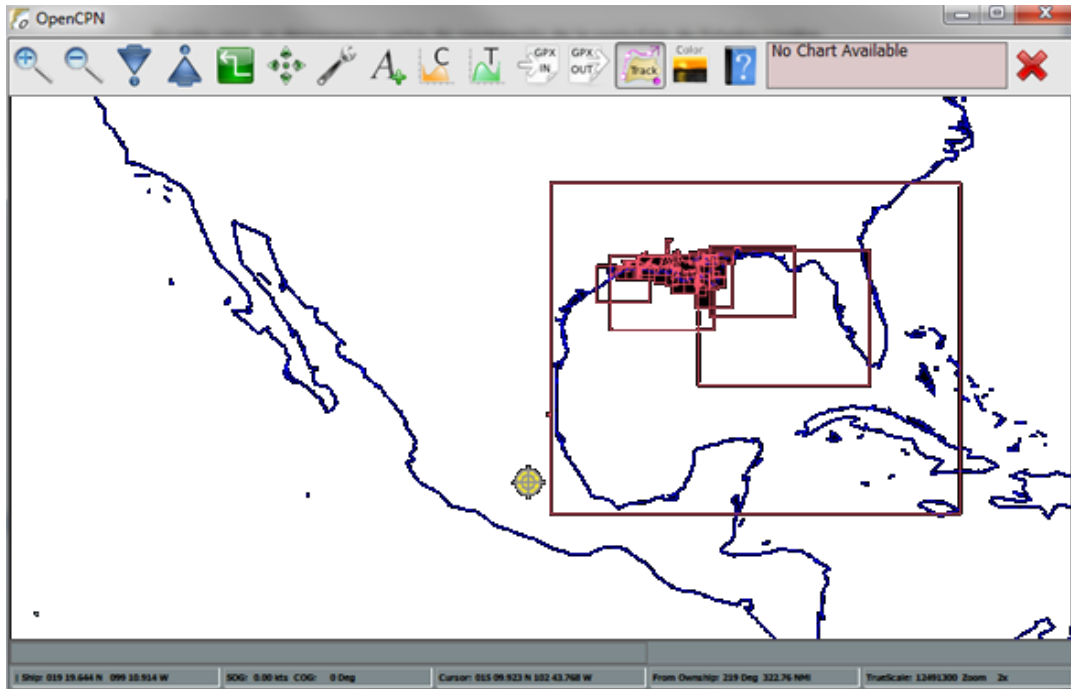 OpenCPN
C
T
GPX
IN
GPX
OUT
Track
Color
?
No Chart Available
Ship: 019 19.644 N 099 10.914 W
SOG: 0.00 kts COG: 0 Deg
Cursor: 015 09.923 N 102 43.768 W
From Ownship: 219 Deg 322.76 NMi
TrueScale: 12491300 Zoom 2x